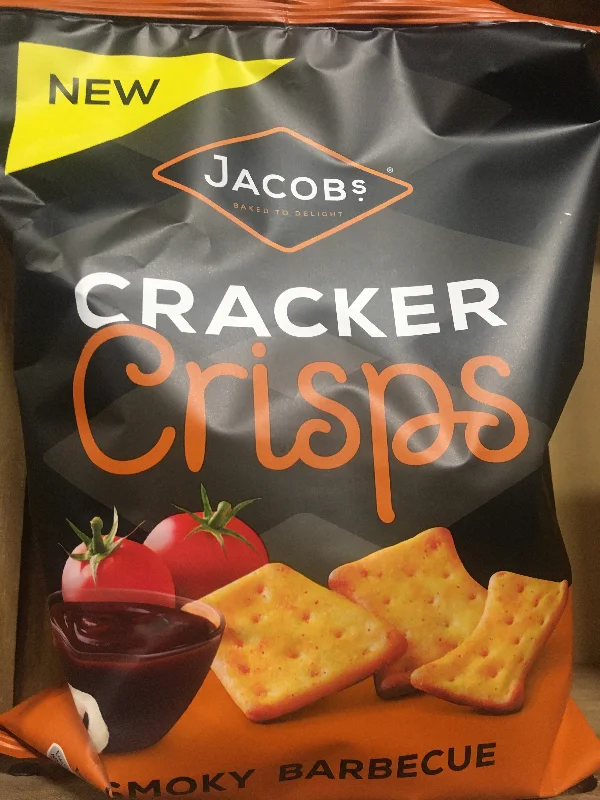 NEW
JACOBS
®
BAKED TO DELIGHT
CRACKER
Crisps
SMOKY BARBECUE